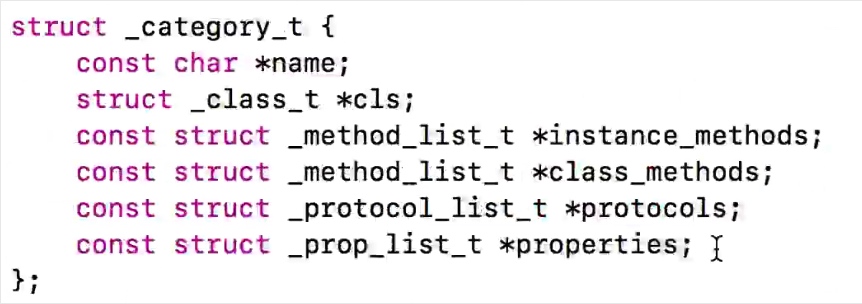 struct _category_t {
    const char *name;
    struct _class_t *cls;
    const struct _method_list_t *instance_methods;
    const struct _method_list_t *class_methods;
    const struct _protocol_list_t *protocols;
    const struct _prop_list_t *properties;
};